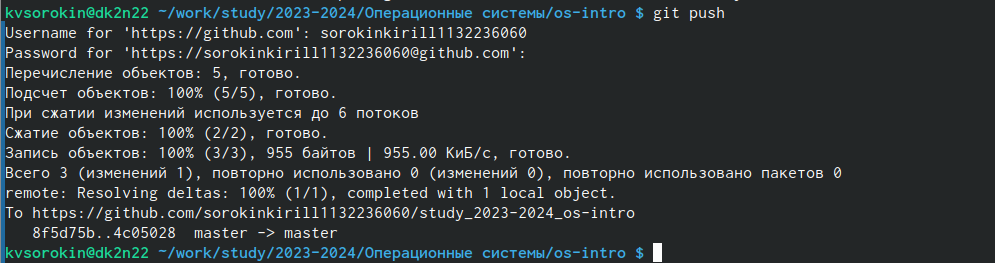 kvsorokin@dk2n22 ~/work/study/2023-2024/Операционные системы/os-intro $ git push
Username for 'https://github.com': sorokinkirill1132236060
Password for 'https://sorokinkirill1132236060@github.com':
Перечисление объектов: 5, готово.
Подсчет объектов: 100% (5/5), готово.
При сжатии изменений используется до 6 потоков
Сжатие объектов: 100% (2/2), готово.
Запись объектов: 100% (3/3), 955 байтов | 955.00 КиБ/с, готово.
Всего 3 (изменений 1), повторно использовано 0 (изменений 0), повторно использовано пакетов 0
remote: Resolving deltas: 100% (1/1), completed with 1 local object.
To https://github.com/sorokinkirill1132236060/study_2023-2024_os-intro
   8f5d75b..4c05028  master -> master
kvsorokin@dk2n22 ~/work/study/2023-2024/Операционные системы/os-intro $